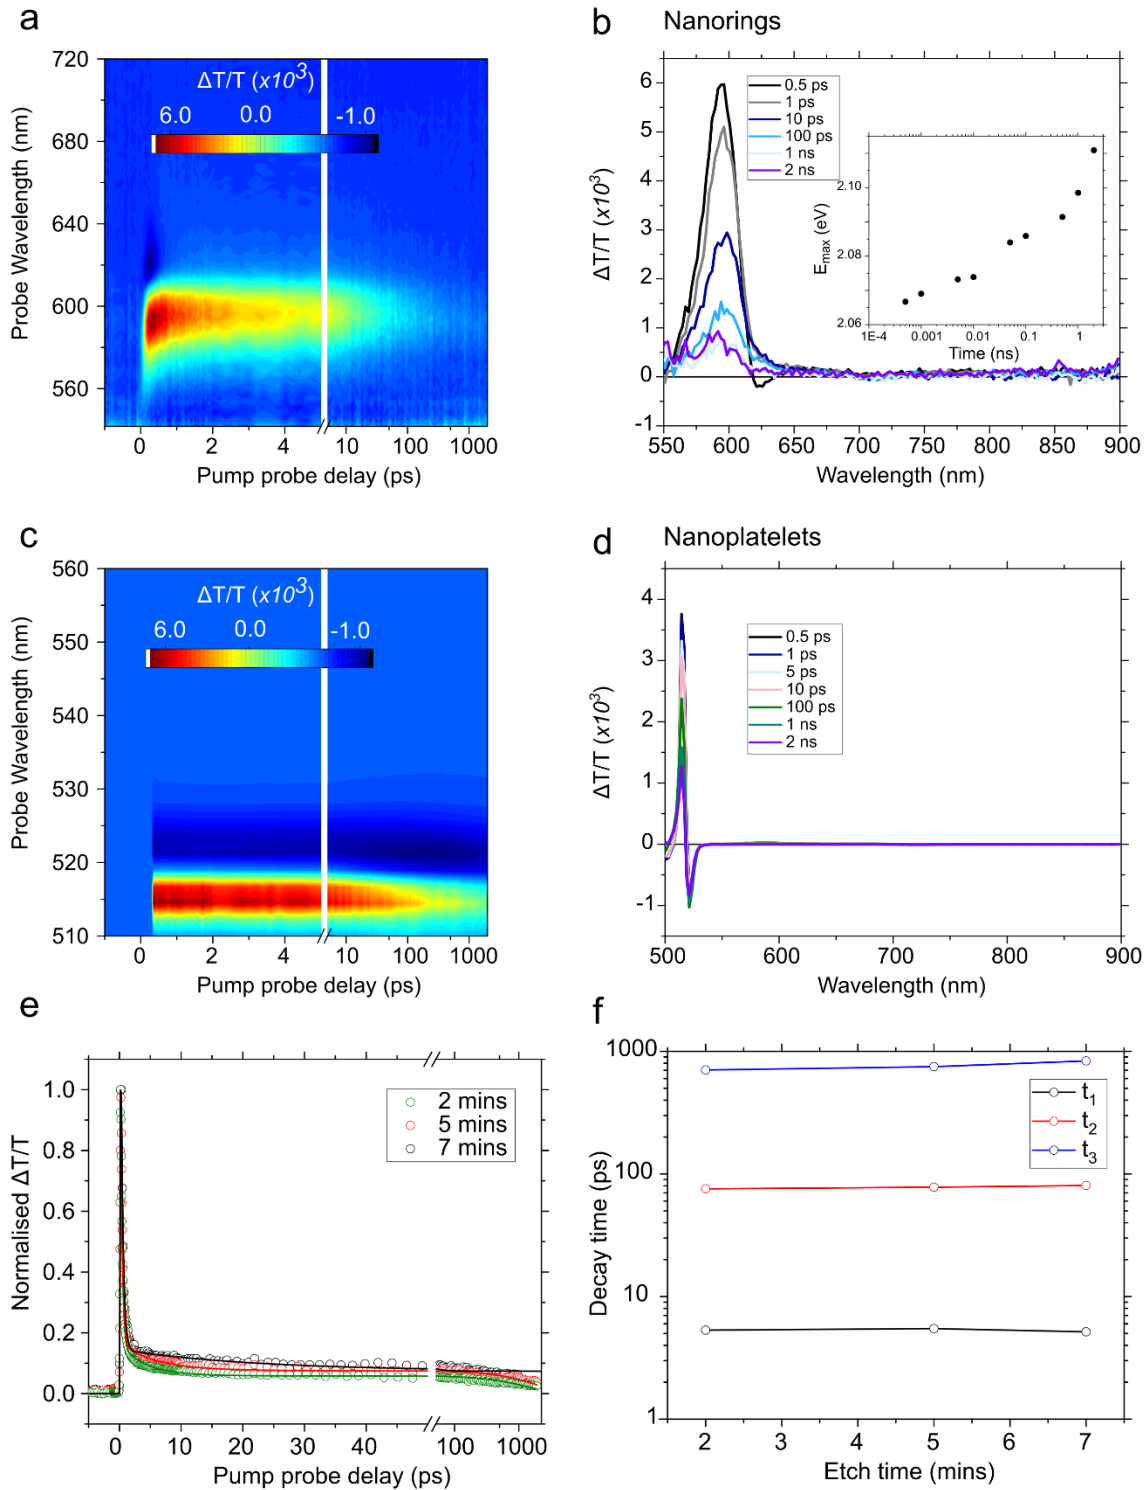 a
720
680
640
600
560
Probe Wavelength (nm)
ΔT/T (x10³)
6.0 0.0 -1.0
0 2 4 10 100 1000
Pump probe delay (ps)
b Nanorings
6
5
4
3
2
1
0
-1
ΔT/T (x10³)
0.5 ps
1 ps
10 ps
100 ps
1 ns
2 ns
2.10
2.08
2.06
Emax (eV)
1E-4 0.001 0.01 0.1 1
Time (ns)
550 600 650 700 750 800 850 900
Wavelength (nm)
c
560
550
540
530
520
510
Probe Wavelength (nm)
ΔT/T (x10³)
6.0 0.0 -1.0
0 2 4 10 100 1000
Pump probe delay (ps)
d Nanoplatelets
4
3
2
1
0
-1
ΔT/T (x10³)
0.5 ps
1 ps
5 ps
10 ps
100 ps
1 ns
2 ns
500 600 700 800 900
Wavelength (nm)
e
1.0
0.8
0.6
0.4
0.2
0.0
Normalised ΔT/T
2 mins
5 mins
7 mins
0 10 20 30 40 50 100 1000
Pump probe delay (ps)
f
1000
100
10
1
Decay time (ps)
t₁
t₂
t₃
2 3 4 5 6 7
Etch time (mins)